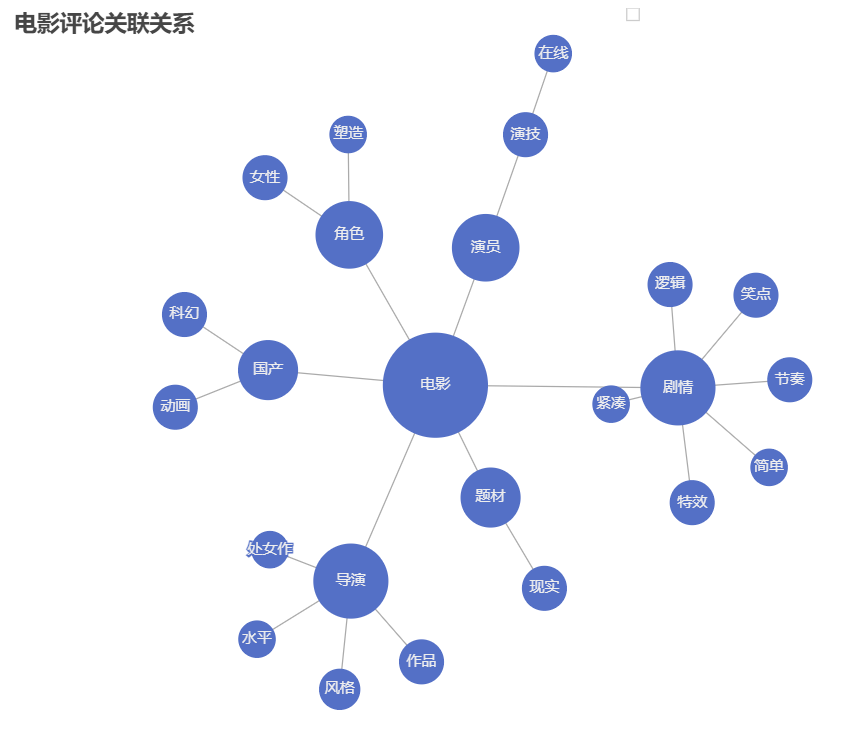 电影评论关联关系
在线
塑造
演技
女性
角色
演员
逻辑
笑点
科幻
国产
电影
节奏
剧情
紧凑
动画
简单
题材
特效
处女作
导演
现实
水平
作品
风格